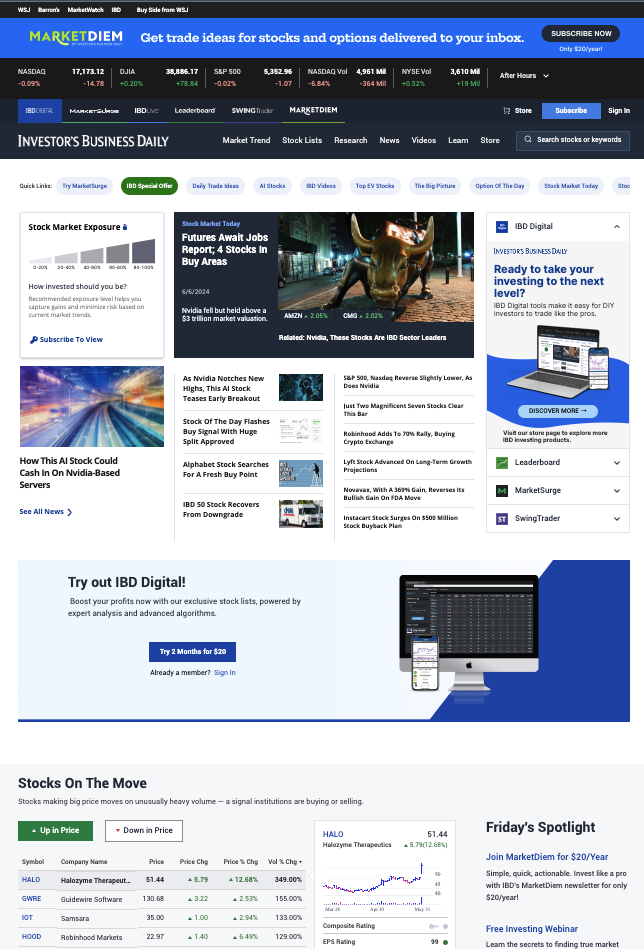 WSJ Barron's MarketWatch IBD Buy Side from WSJ
MARKETDIEM
BY INVESTOR'S BUSINESS DAILY
Get trade ideas for stocks and options delivered to your inbox.
SUBSCRIBE NOW
Only $20/year!
NASDAQ 17,173.12
-0.09% -14.78
DJIA 38,886.17
+0.20% +78.84
S&P 500 5,352.96
-0.02% -1.07
NASDAQ Vol 4,961 Mil
-6.84% -364 Mil
NYSE Vol 3,610 Mil
+0.52% +19 Mil
After Hours
IBDDIGITAL MARKETSURGE IBDLive Leaderboard SWINGTrader MARKETDIEM
Store Subscribe Sign In
INVESTOR'S BUSINESS DAILY
Market Trend Stock Lists Research News Videos Learn Store
Search stocks or keywords
Quick Links: Try MarketSurge IBD Special Offer Daily Trade Ideas AI Stocks IBD Videos Top EV Stocks The Big Picture Option Of The Day Stock Market Today Stoc
Stock Market Exposure
0-20% 20-40% 40-60% 60-80% 80-100%
How invested should you be?
Recommended exposure level helps you
capture gains and minimize risk based on
current market trends.
Subscribe To View
Stock Market Today
Futures Await Jobs
Report; 4 Stocks In
Buy Areas
6/6/2024
Nvidia fell but held above a
$3 trillion market valuation.
AMZN ▲ 2.05% CMG ▲ 2.02%
Related: Nvidia, These Stocks Are IBD Sector Leaders
How This AI Stock Could
Cash In On Nvidia-Based
Servers
See All News
As Nvidia Notches New
Highs, This AI Stock
Teases Early Breakout
Stock Of The Day Flashes
Buy Signal With Huge
Split Approved
Alphabet Stock Searches
For A Fresh Buy Point
IBD 50 Stock Recovers
From Downgrade
S&P 500, Nasdaq Reverse Slightly Lower, As
Does Nvidia
Just Two Magnificent Seven Stocks Clear
This Bar
Robinhood Adds To 70% Rally, Buying
Crypto Exchange
Lyft Stock Advanced On Long-Term Growth
Projections
Novavax, With A 369% Gain, Reverses Its
Bullish Gain On FDA Move
Instacart Stock Surges On $500 Million
Stock Buyback Plan
IBD Digital
INVESTOR'S BUSINESS DAILY
Ready to take your
investing to the next
level?
IBD Digital tools make it easy for DIY
investors to trade like the pros.
DISCOVER MORE →
Visit our store page to explore more
IBD investing products.
Leaderboard
MarketSurge
ST SwingTrader
Try out IBD Digital!
Boost your profits now with our exclusive stock lists, powered by
expert analysis and advanced algorithms.
Try 2 Months for $20
Already a member? Sign In
Stocks On The Move
Stocks making big price moves on unusually heavy volume — a signal institutions are buying or selling.
▲ Up in Price ▼ Down in Price
Symbol Company Name Price Price Chg Price % Chg Vol % Chg ▼
HALO Halozyme Therapeut... 51.44 ▲ 5.79 ▲ 12.68% 349.00%
GWRE Guidewire Software 130.68 ▲ 3.22 ▲ 2.53% 155.00%
IOT Samsara 35.00 ▲ 1.00 ▲ 2.94% 133.00%
HOOD Robinhood Markets 22.97 ▲ 1.40 ▲ 6.49% 129.00%
HALO 51.44
Halozyme Therapeutics ▲ 5.79(12.68%)
50
45
40
Mar 28 Apr 30 May 31
Composite Rating
EPS Rating 99
Friday's Spotlight
Join MarketDiem for $20/Year
Simple, quick, actionable. Invest like a pro
with IBD's MarketDiem newsletter for only
$20/year!
Free Investing Webinar
Learn the secrets to finding true market